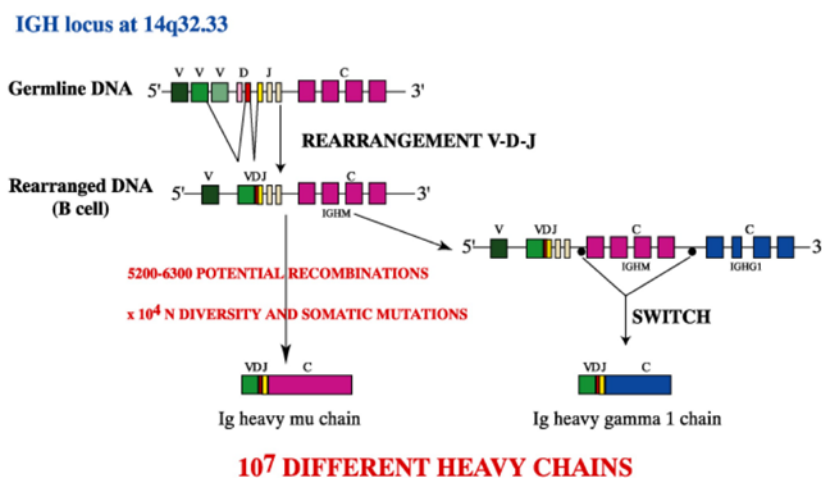 IGH locus at 14q32.33
V V V D J C
Germline DNA 5' 3'
REARRANGEMENT V-D-J
V VDJ C
Rearranged DNA 5' 3'
(B cell)
IGHM
V VDJ C C
5' 3
IGHM IGHG1
5200-6300 POTENTIAL RECOMBINATIONS
x 10⁴ N DIVERSITY AND SOMATIC MUTATIONS
SWITCH
VDJ C VDJ C
Ig heavy mu chain Ig heavy gamma 1 chain
10⁷ DIFFERENT HEAVY CHAINS